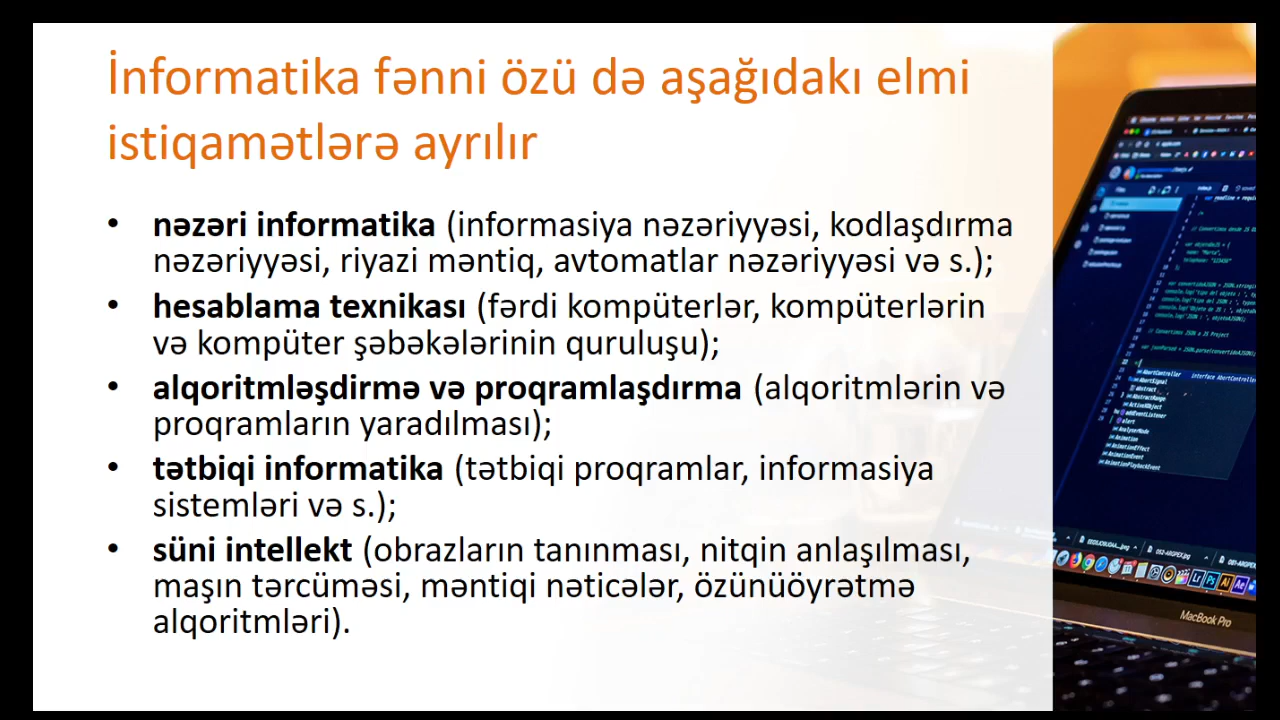 İnformatika fənni özü də aşağıdakı elmi
istiqamətlərə ayrılır
• nəzəri informatika (informasiya nəzəriyyəsi, kodlaşdırma
nəzəriyyəsi, riyazi məntiq, avtomatlar nəzəriyyəsi və s.);
• hesablama texnikası (fərdi kompüterlər, kompüterlərin
və kompüter şəbəkələrinin quruluşu);
• alqoritmləşdirmə və proqramlaşdırma (alqoritmlərin və
proqramların yaradılması);
• tətbiqi informatika (tətbiqi proqramlar, informasiya
sistemləri və s.);
• süni intellekt (obrazların tanınması, nitqin anlaşılması,
maşın tərcüməsi, məntiqi nəticələr, özünüöyrətmə
alqoritmləri).
MacBook Pro